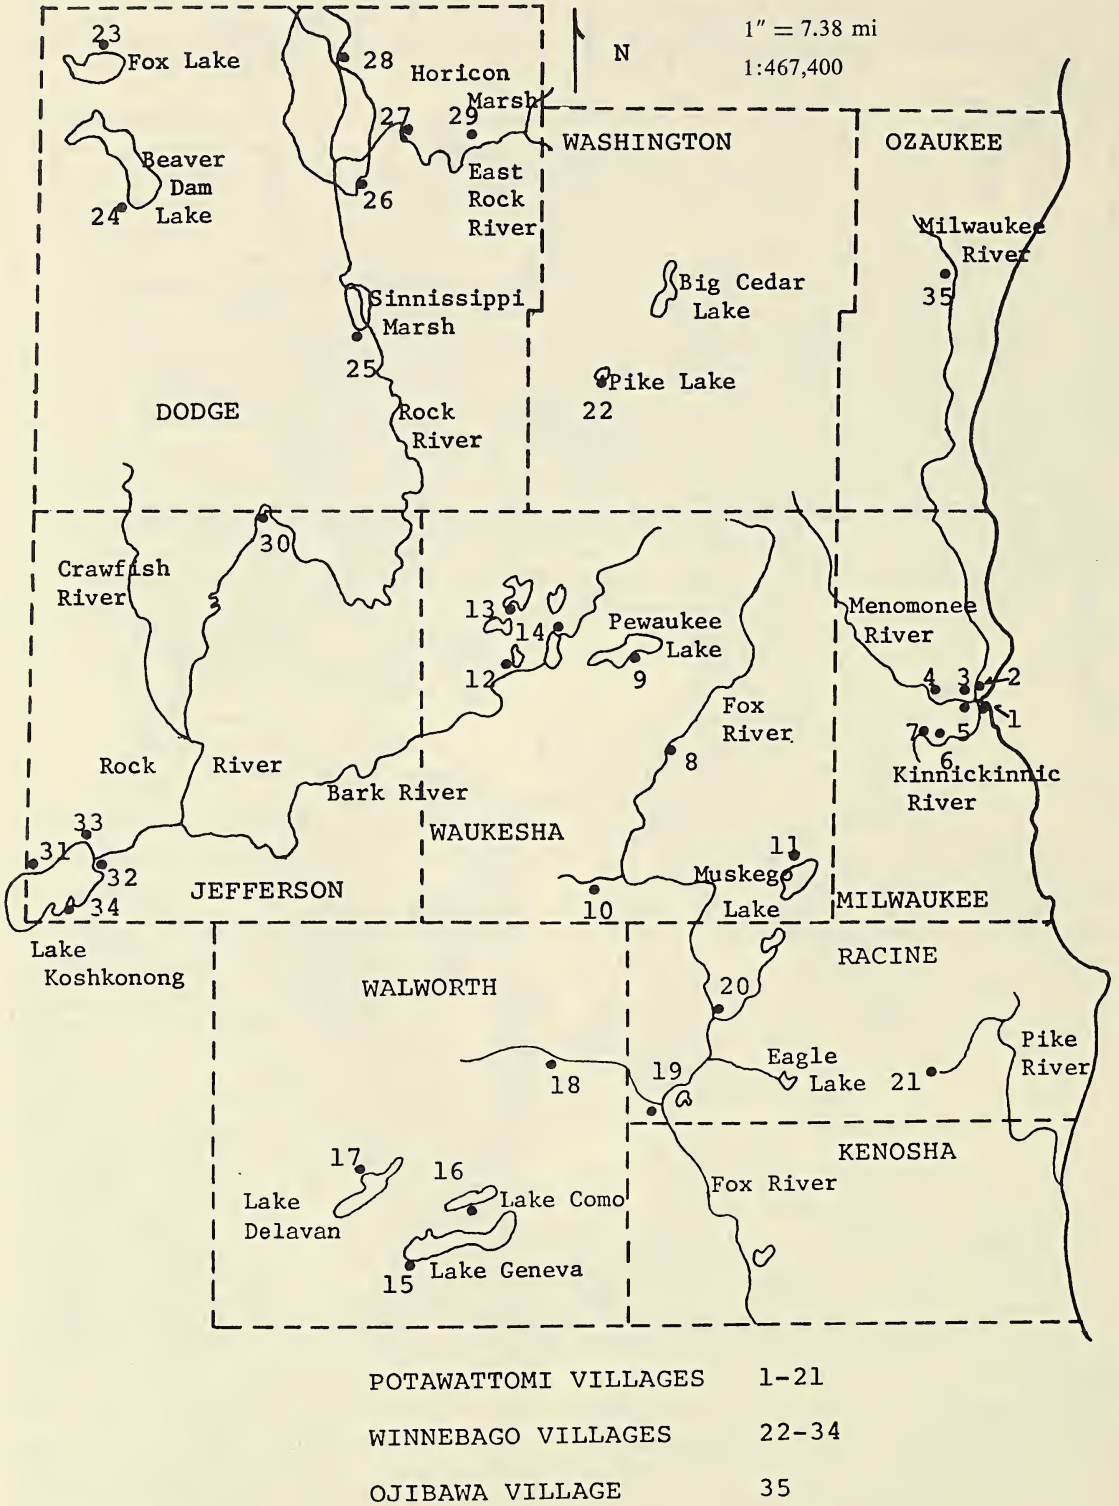 N
1″ = 7.38 mi
1:467,400
23
Fox Lake
28
Horicon
Marsh
27
29
WASHINGTON
OZAUKEE
Beaver
Dam
Lake
24
26
East
Rock
River
Milwaukee
River
35
Big Cedar
Lake
Sinnissippi
Marsh
25
Pike Lake
22
DODGE
Rock
River
30
Crawfish
River
13
14
Pewaukee
Lake
Menomonee
River
12
9
4
3
2
1
Fox
River
7
5
6
8
Rock River
Kinnickinnic
River
Bark River
33
WAUKESHA
31
32
11
Muskego
Lake
JEFFERSON
34
10
MILWAUKEE
Lake
Koshkonong
RACINE
WALWORTH
20
Pike
River
Eagle
Lake
18
19
21
KENOSHA
17
16
Lake
Delavan
Lake Como
Fox River
15
Lake Geneva
POTAWATTOMI VILLAGES 1-21
WINNEBAGO VILLAGES 22-34
OJIBAWA VILLAGE 35